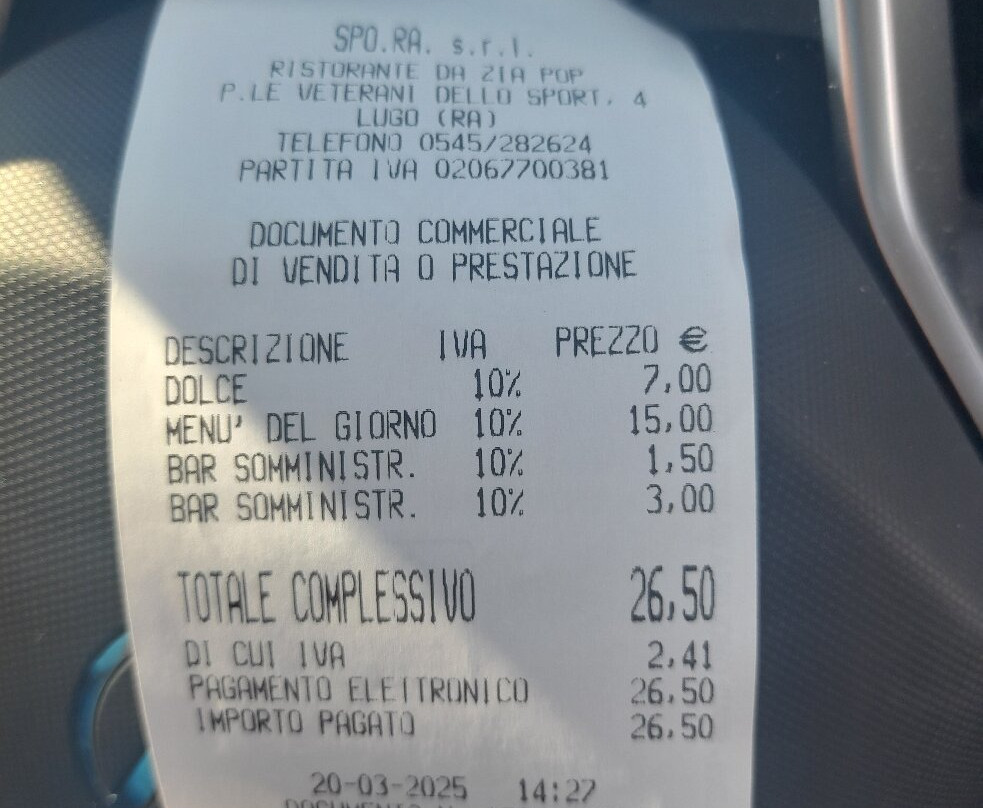 SPO.RA. s.r.l.
RISTORANTE DA ZIA POP
P.LE VETERANI DELLO SPORT, 4
LUGO (RA)
TELEFONO 0545/282624
PARTITA IVA 02067700381
DOCUMENTO COMMERCIALE
DI VENDITA O PRESTAZIONE
DESCRIZIONE IVA PREZZO €
DOLCE 10% 7,00
MENU' DEL GIORNO 10% 15,00
BAR SOMMINISTR. 10% 1,50
BAR SOMMINISTR. 10% 3,00
TOTALE COMPLESSIVO 26,50
DI CUI IVA 2,41
PAGAMENTO ELETTRONICO 26,50
IMPORTO PAGATO 26,50
20-03-2025 14:27